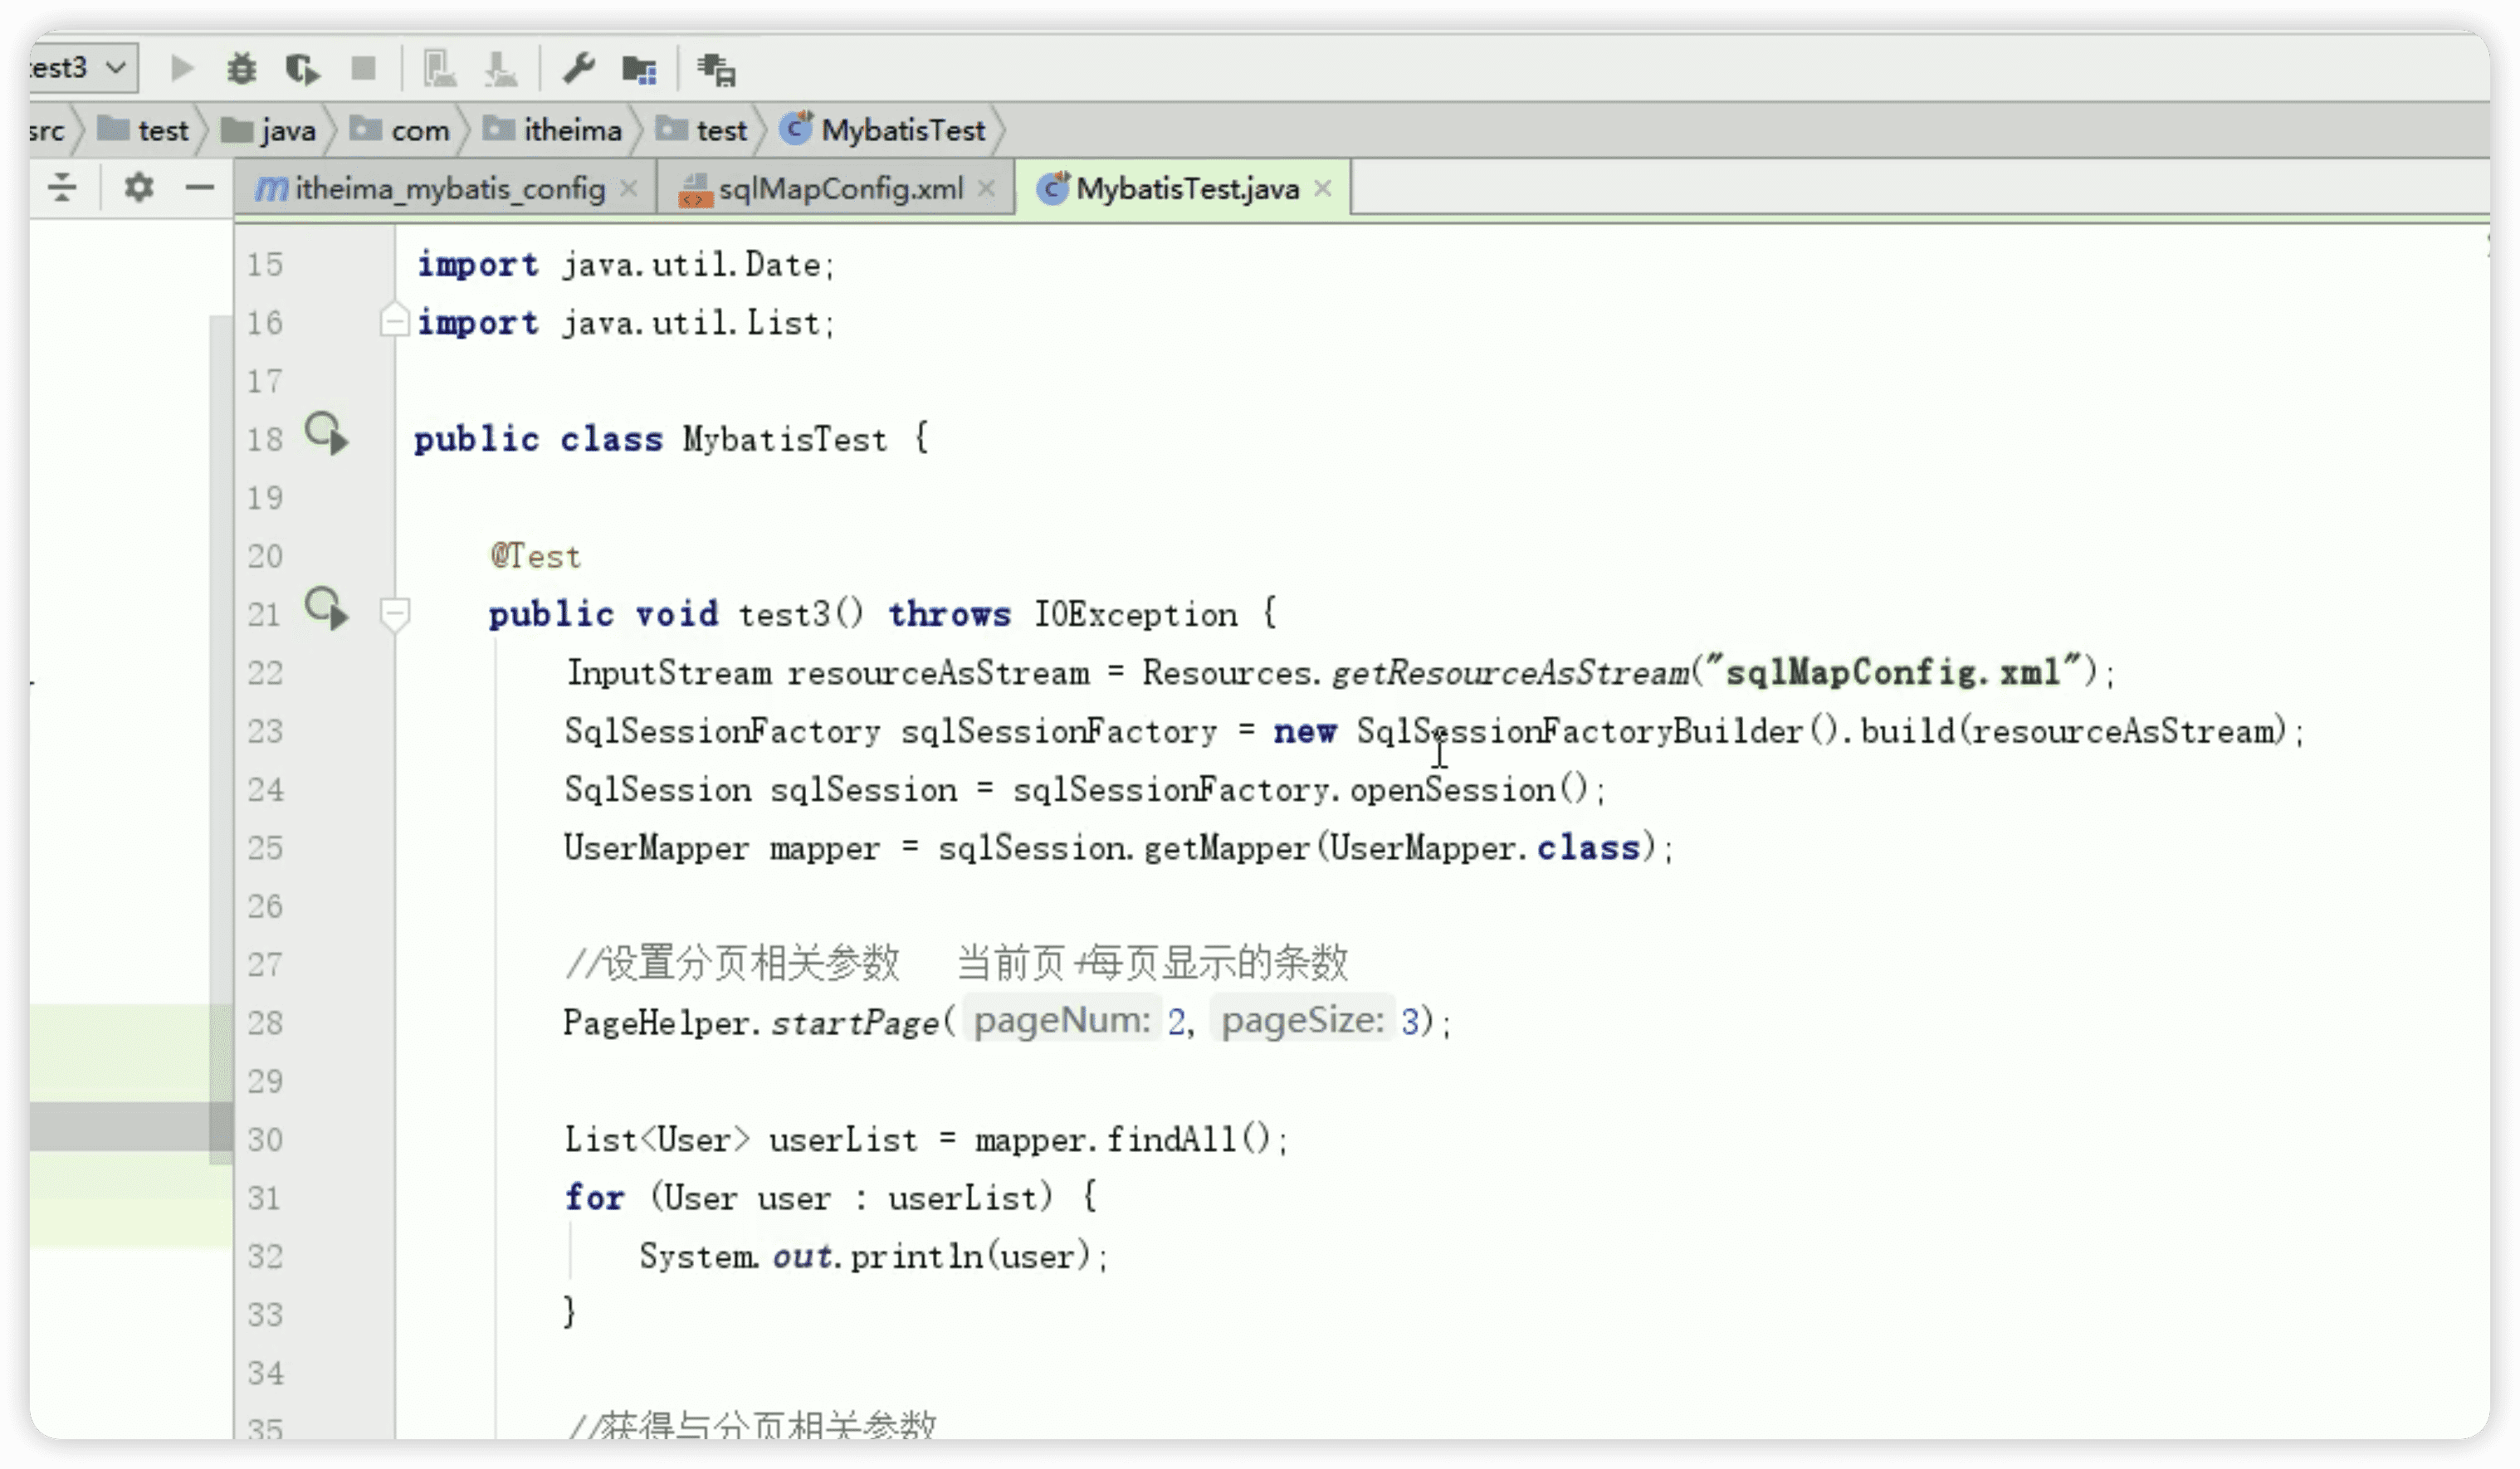 est3
src test java com itheima test MybatisTest
itheima_mybatis_config sqlMapConfig.xml MybatisTest.java
15 import java.util.Date;
16 import java.util.List;
17
18 public class MybatisTest {
19
20 @Test
21 public void test3() throws IOException {
22 InputStream resourceAsStream = Resources.getResourceAsStream("sqlMapConfig.xml");
23 SqlSessionFactory sqlSessionFactory = new SqlSessionFactoryBuilder().build(resourceAsStream);
24 SqlSession sqlSession = sqlSessionFactory.openSession();
25 UserMapper mapper = sqlSession.getMapper(UserMapper.class);
26
27 //设置分页相关参数 当前页+每页显示的条数
28 PageHelper.startPage( pageNum: 2, pageSize: 3);
29
30 List<User> userList = mapper.findAll();
31 for (User user : userList) {
32 System.out.println(user);
33 }
34
35 //获得与分页相关参数